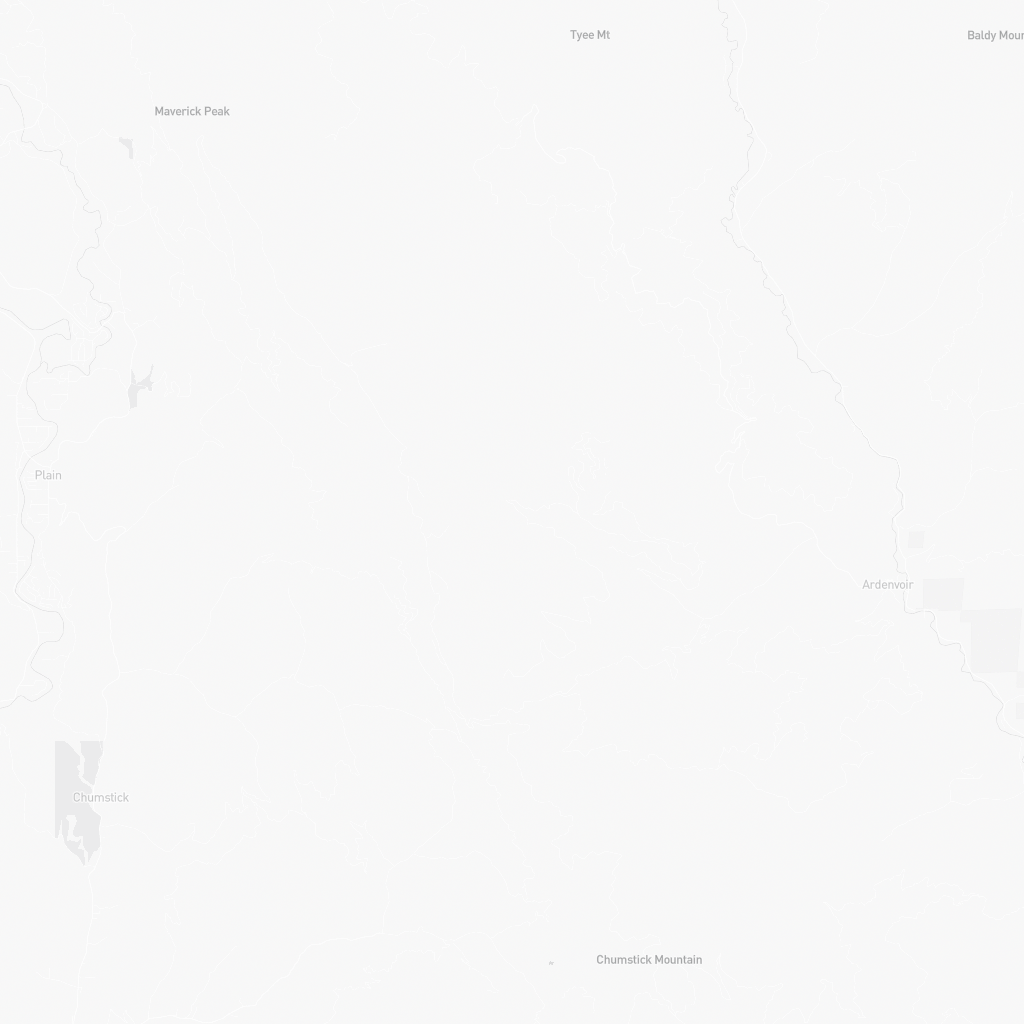 Tyee Mt
Baldy Moun
Maverick Peak
Plain
Ardenvoir
Chumstick
Chumstick Mountain